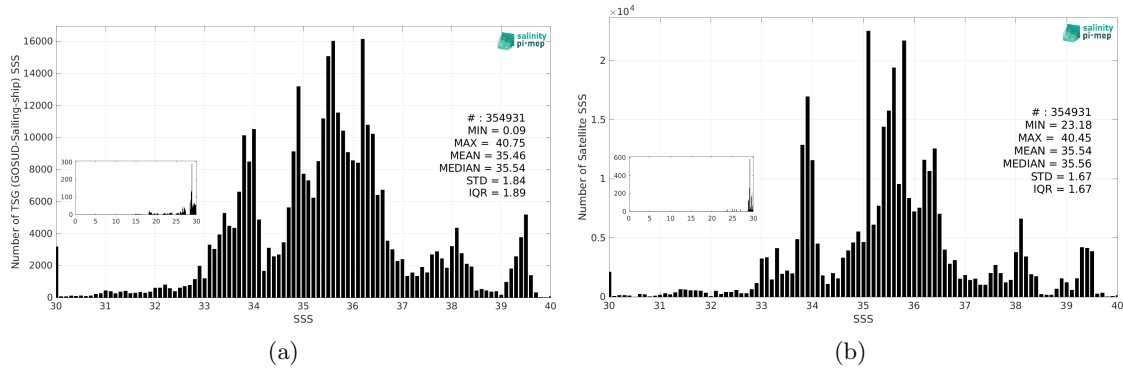 salinity
pi-mep
Number of TSG (GOSUD-Sailing-ship) SSS
16000
14000
12000
10000
8000
6000
4000
2000
0
# : 354931
MIN = 0.09
MAX = 40.75
MEAN = 35.46
MEDIAN = 35.54
STD = 1.84
IQR = 1.89
300
200
100
0
0 5 10 15 20 25 30
30 31 32 33 34 35 36 37 38 39 40
SSS
(a)
×10⁴
salinity
pi-mep
Number of Satellite SSS
2
1.5
1
0.5
0
# : 354931
MIN = 23.18
MAX = 40.45
MEAN = 35.54
MEDIAN = 35.56
STD = 1.67
IQR = 1.67
600
400
200
0
0 5 10 15 20 25 30
30 31 32 33 34 35 36 37 38 39 40
SSS
(b)